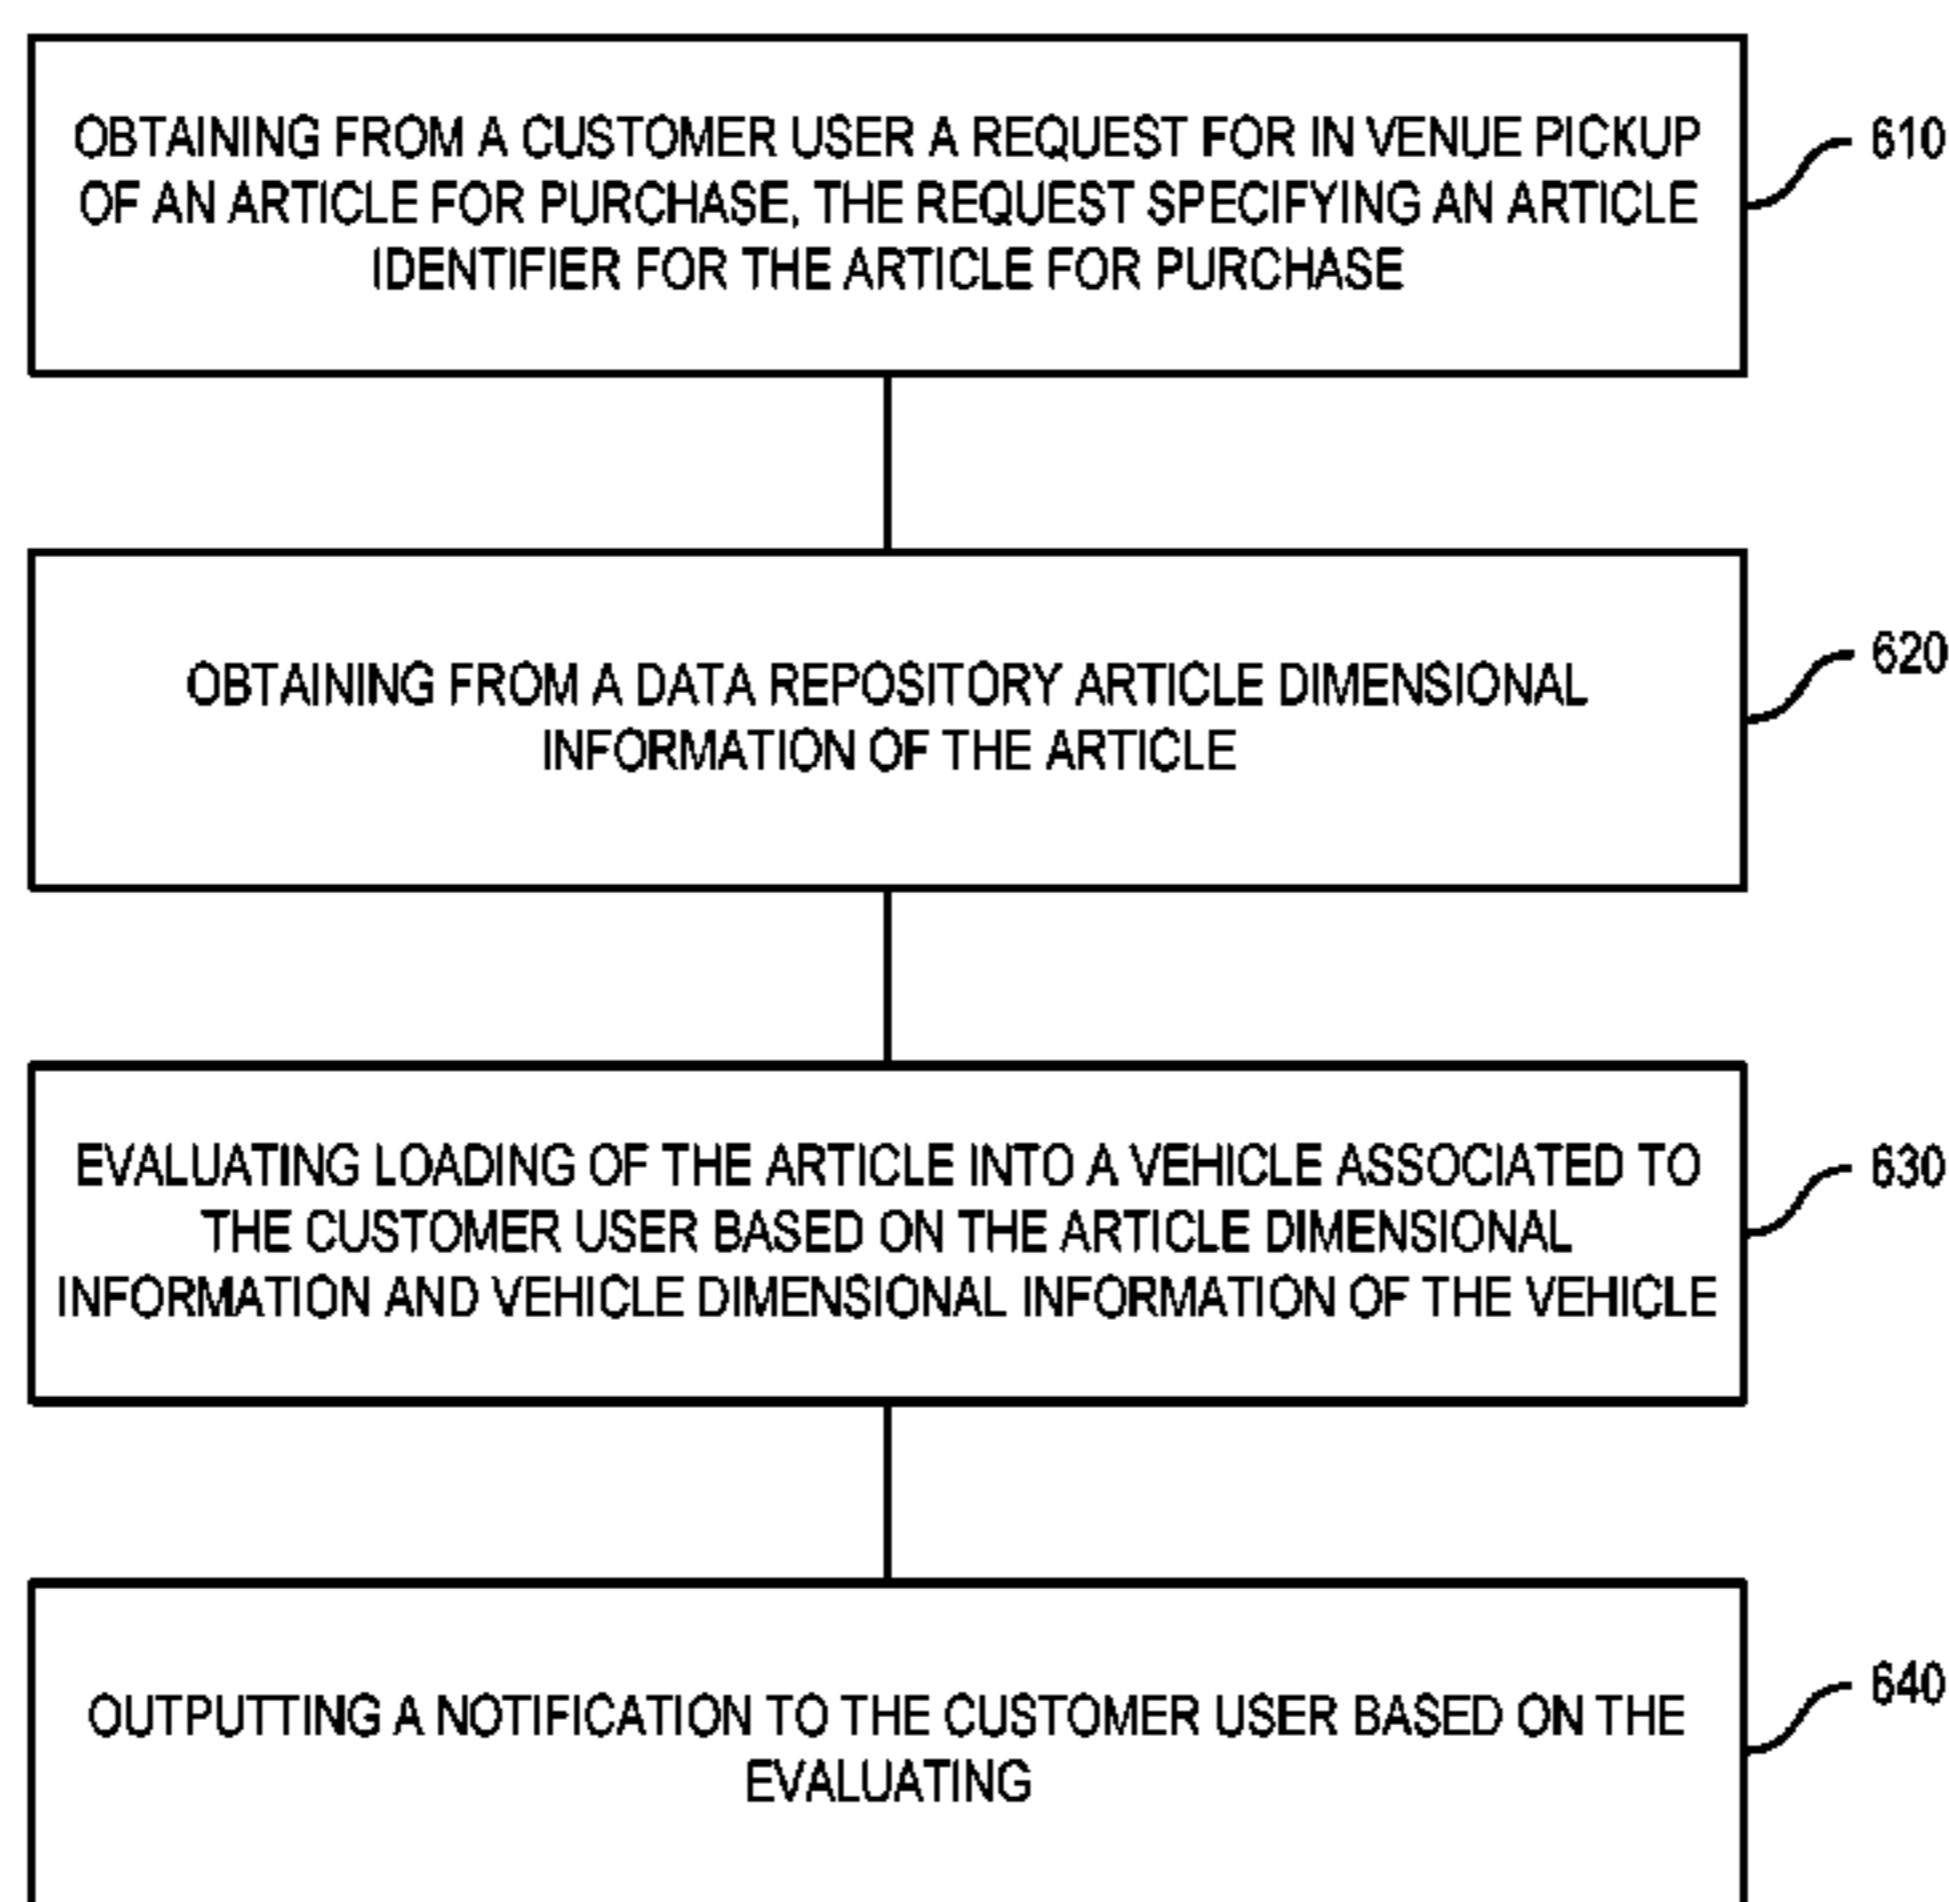 OBTAINING FROM A CUSTOMER USER A REQUEST FOR IN VENUE PICKUP
OF AN ARTICLE FOR PURCHASE, THE REQUEST SPECIFYING AN ARTICLE
IDENTIFIER FOR THE ARTICLE FOR PURCHASE
610
OBTAINING FROM A DATA REPOSITORY ARTICLE DIMENSIONAL
INFORMATION OF THE ARTICLE
620
EVALUATING LOADING OF THE ARTICLE INTO A VEHICLE ASSOCIATED TO
THE CUSTOMER USER BASED ON THE ARTICLE DIMENSIONAL
INFORMATION AND VEHICLE DIMENSIONAL INFORMATION OF THE VEHICLE
630
OUTPUTTING A NOTIFICATION TO THE CUSTOMER USER BASED ON THE
EVALUATING
640